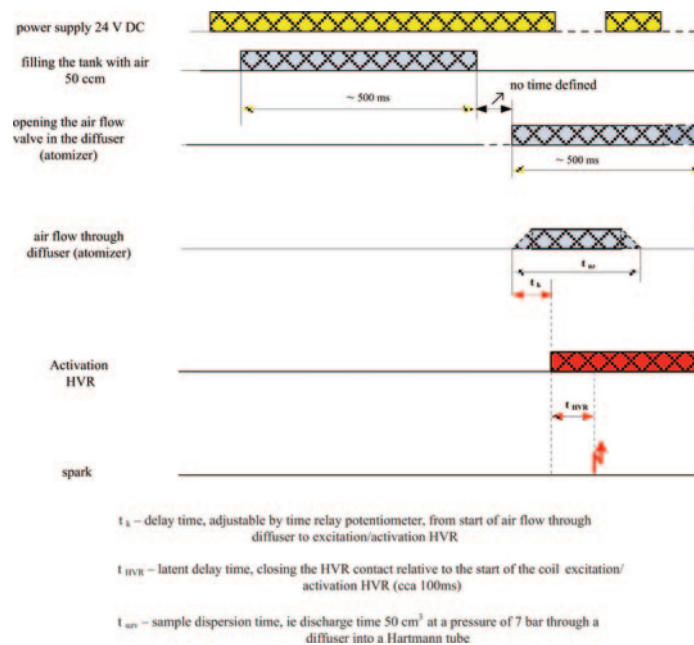 power supply 24 V DC
filling the tank with air
50 ccm
~ 500 ms
no time defined
opening the air flow
valve in the diffuser
(atomizer)
~ 500 ms
air flow through
diffuser (atomizer)
t uz
t k
Activation
HVR
t HVR
spark
t k – delay time, adjustable by time relay potentiometer, from start of air flow through
diffuser to excitation/activation HVR
t HVR – latent delay time, closing the HVR contact relative to the start of the coil excitation/
activation HVR (cca 100ms)
– sample dispersion time, ie discharge time 50 cm³ at a pressure of 7 bar through a
diffuser into a Hartmann tube